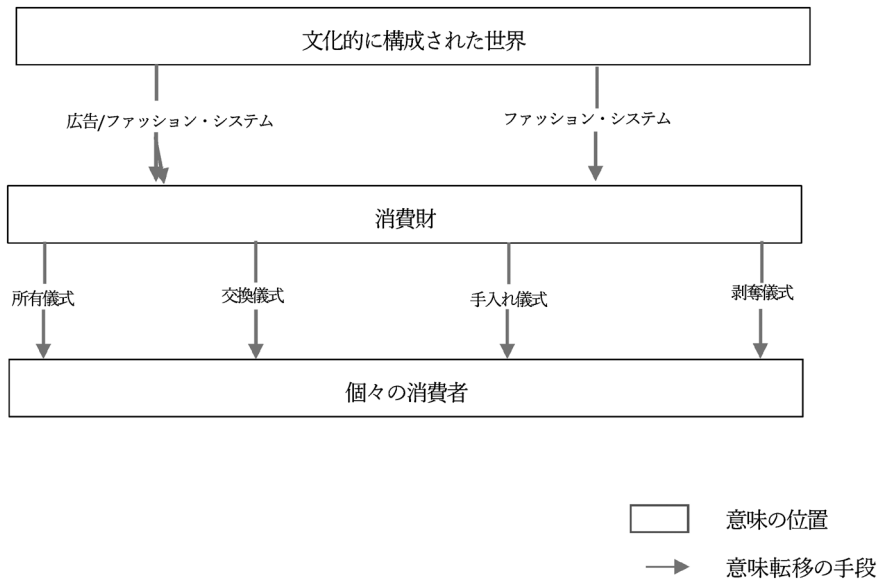 文化的に構成された世界
広告/ファッション・システム
ファッション・システム
消費財
所有儀式
交換儀式
手入れ儀式
剥奪儀式
個々の消費者
意味の位置
意味転移の手段